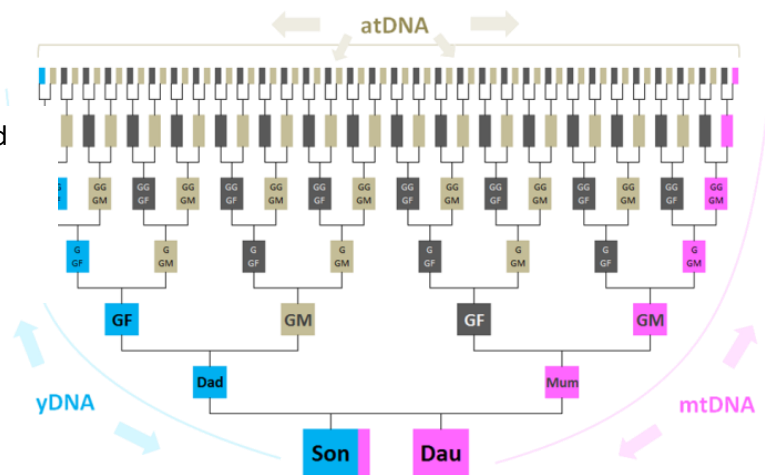 atDNA
d
GG GG GG GG GG GG GG GG GG GG GG GG GG GG GG
GM GF GM GF GM GF GM GF GM GF GM GF GM GF GM
G G G G G G G G
GF GM GF GM GF GM GF GM
GF GM GF GM
Dad Mum
yDNA mtDNA
Son Dau